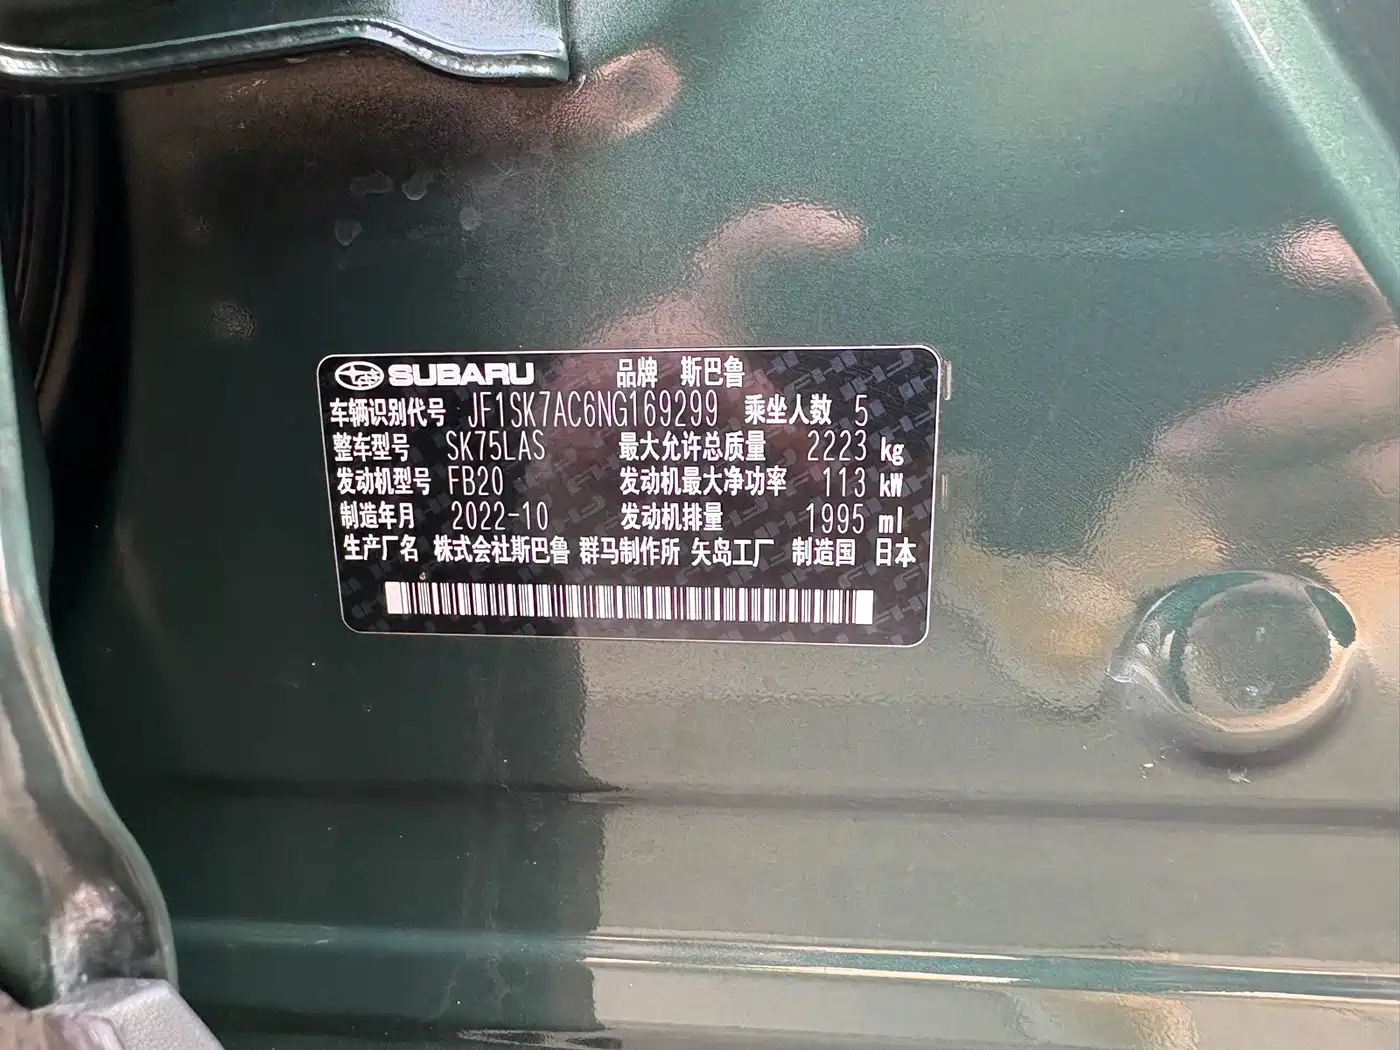 SUBARU 品牌 斯巴鲁
车辆识别代号 JF1SK7AC6NG169299 乘坐人数 5
整车型号 SK75LAS 最大允许总质量 2223 kg
发动机型号 FB20 发动机最大净功率 113 kW
制造年月 2022-10 发动机排量 1995 ml
生产厂名 株式会社斯巴鲁 群马制作所 矢岛工厂 制造国 日本